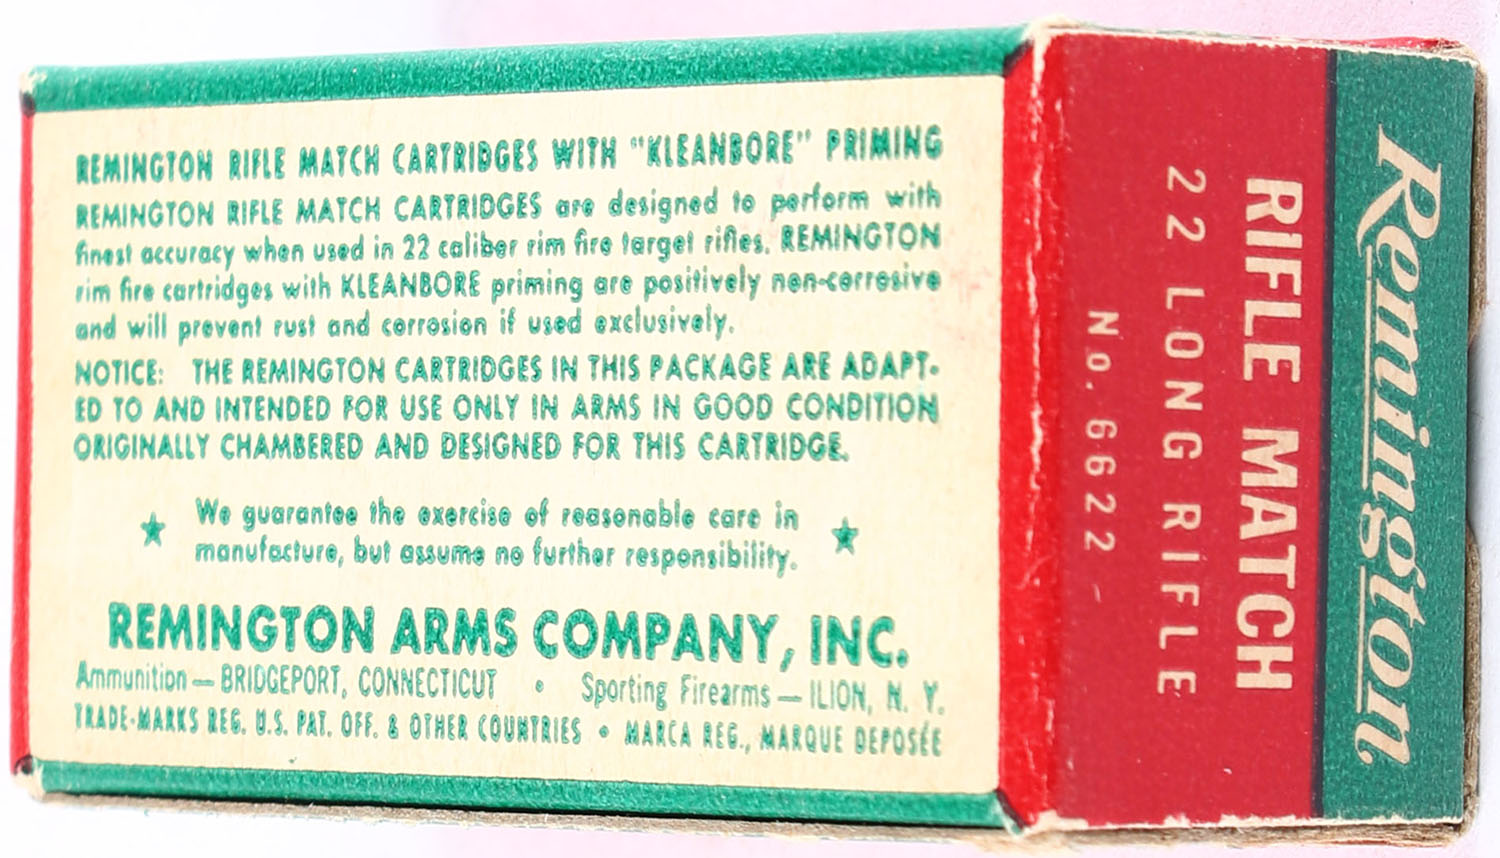 REMINGTON RIFLE MATCH CARTRIDGES WITH "KLEANBORE" PRIMING
REMINGTON RIFLE MATCH CARTRIDGES are designed to perform with
finest accuracy when used in 22 caliber rim fire target rifles. REMINGTON
rim fire cartridges with KLEANBORE priming are positively non-corrosive
and will prevent rust and corrosion if used exclusively.
NOTICE: THE REMINGTON CARTRIDGES IN THIS PACKAGE ARE ADAPT-
ED TO AND INTENDED FOR USE ONLY IN ARMS IN GOOD CONDITION
ORIGINALLY CHAMBERED AND DESIGNED FOR THIS CARTRIDGE.
★ We guarantee the exercise of reasonable care in ★
manufacture, but assume no further responsibility.
REMINGTON ARMS COMPANY, INC.
Ammunition — BRIDGEPORT, CONNECTICUT • Sporting Firearms — ILION, N. Y.
TRADE-MARKS REG. U.S. PAT. OFF. & OTHER COUNTRIES • MARCA REG., MARQUE DEPOSÉE
Remington
RIFLE MATCH
22 LONG RIFLE
No. 6622 -